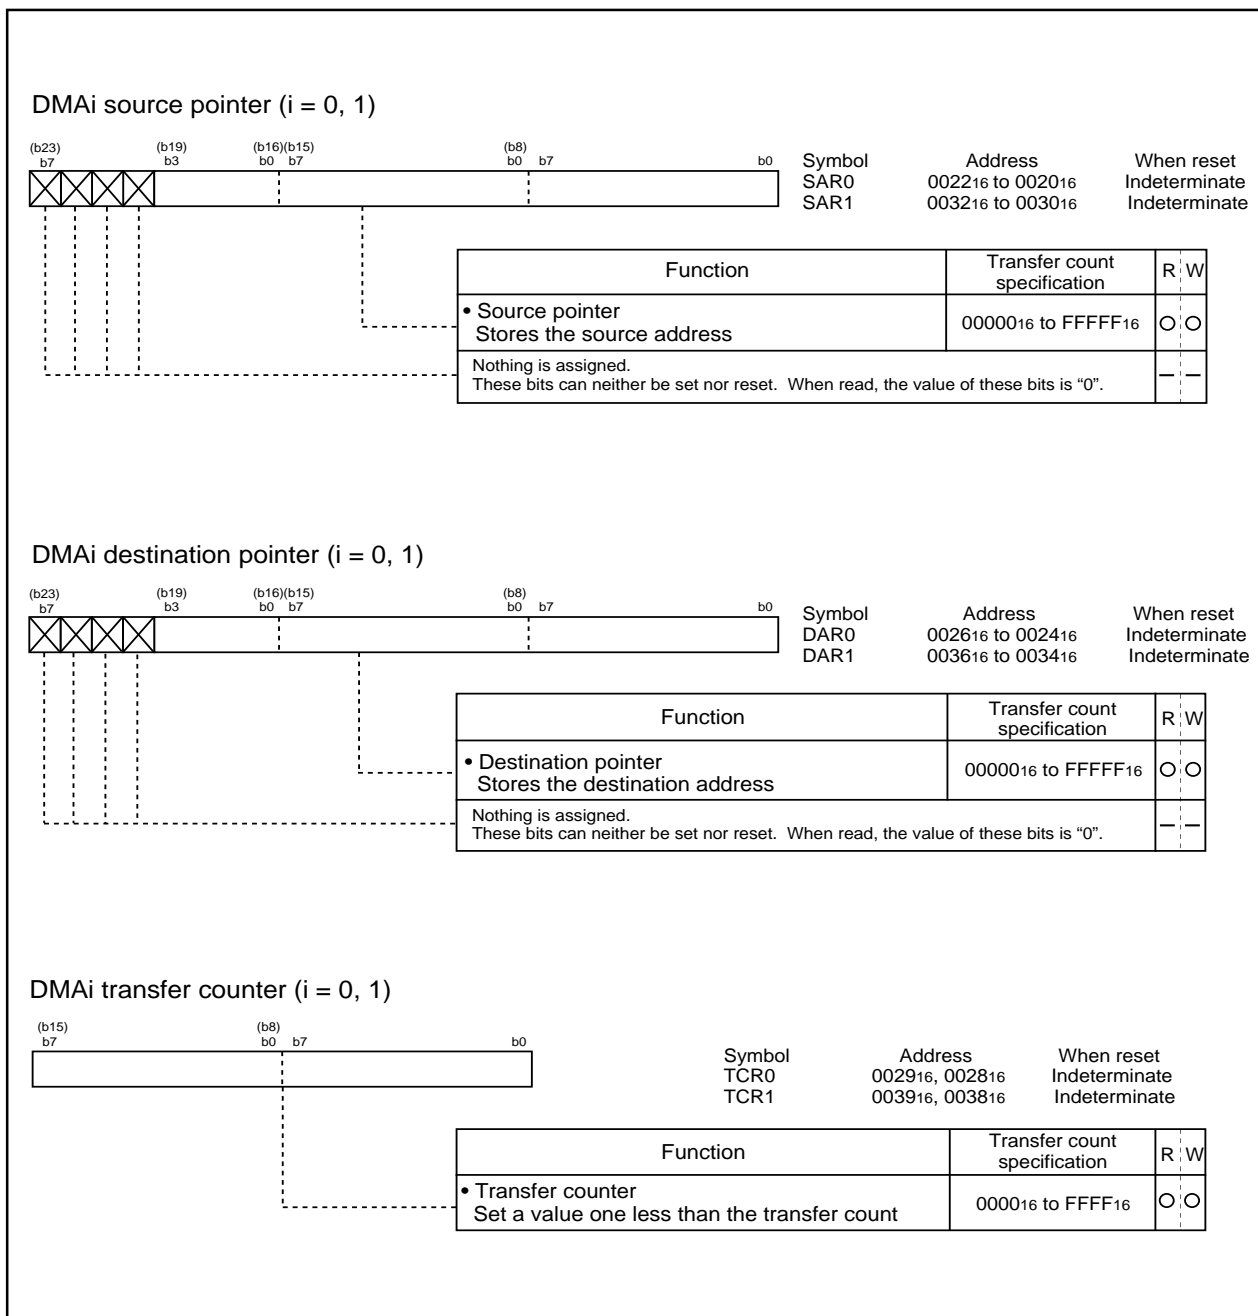 DMAi source pointer (i = 0, 1)
(b23) (b19) (b16)(b15) (b8)
b7 b3 b0 b7 b0 b7 b0
Symbol Address When reset
SAR0 002216 to 002016 Indeterminate
SAR1 003216 to 003016 Indeterminate
Function Transfer count specification R W
• Source pointer
Stores the source address
0000016 to FFFFF16
Nothing is assigned.
These bits can neither be set nor reset. When read, the value of these bits is “0”.
DMAi destination pointer (i = 0, 1)
(b23) (b19) (b16)(b15) (b8)
b7 b3 b0 b7 b0 b7 b0
Symbol Address When reset
DAR0 002616 to 002416 Indeterminate
DAR1 003616 to 003416 Indeterminate
Function Transfer count specification R W
• Destination pointer
Stores the destination address
0000016 to FFFFF16
Nothing is assigned.
These bits can neither be set nor reset. When read, the value of these bits is “0”.
DMAi transfer counter (i = 0, 1)
(b15) (b8)
b7 b0 b7 b0
Symbol Address When reset
TCR0 002916, 002816 Indeterminate
TCR1 003916, 003816 Indeterminate
Function Transfer count specification R W
• Transfer counter
Set a value one less than the transfer count
000016 to FFFF16